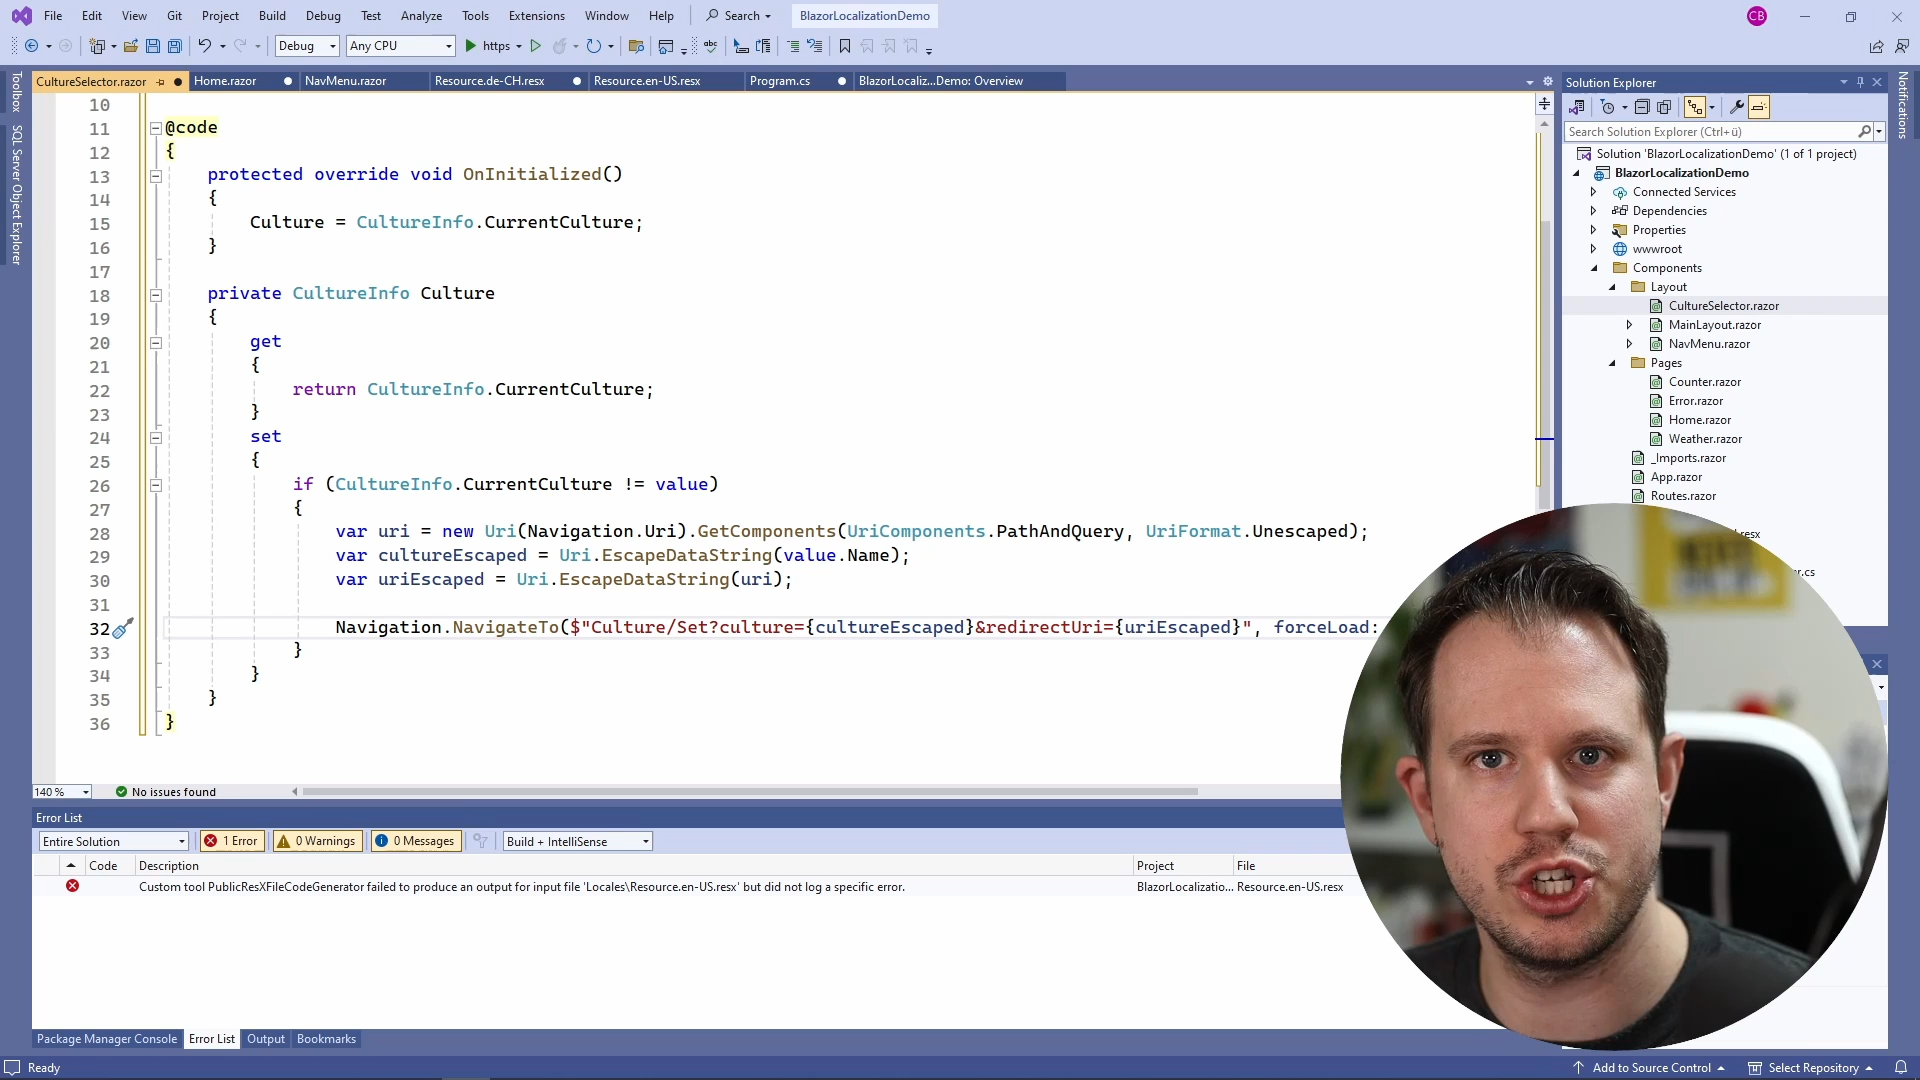 File Edit View Git Project Build Debug Test Analyze Tools Extensions Window Help Search BlazorLocalizationDemo CB
Debug Any CPU https
CultureSelector.razor Home.razor NavMenu.razor Resource.de-CH.resx Resource.en-US.resx Program.cs BlazorLocaliz...Demo: Overview
Toolbox
SQL Server Object Explorer
10
11 @code
12 {
13 protected override void OnInitialized()
14 {
15 Culture = CultureInfo.CurrentCulture;
16 }
17
18 private CultureInfo Culture
19 {
20 get
21 {
22 return CultureInfo.CurrentCulture;
23 }
24 set
25 {
26 if (CultureInfo.CurrentCulture != value)
27 {
28 var uri = new Uri(Navigation.Uri).GetComponents(UriComponents.PathAndQuery, UriFormat.Unescaped);
29 var cultureEscaped = Uri.EscapeDataString(value.Name);
30 var uriEscaped = Uri.EscapeDataString(uri);
31
32 Navigation.NavigateTo($"Culture/Set?culture={cultureEscaped}&redirectUri={uriEscaped}", forceLoad:
33 }
34 }
35 }
36 }
140 % No issues found
Solution Explorer
Search Solution Explorer (Ctrl+ü)
Solution 'BlazorLocalizationDemo' (1 of 1 project)
BlazorLocalizationDemo
Connected Services
Dependencies
Properties
wwwroot
Components
Layout
CultureSelector.razor
MainLayout.razor
NavMenu.razor
Pages
Counter.razor
Error.razor
Home.razor
Weather.razor
_Imports.razor
App.razor
Routes.razor
Notifications
Error List
Entire Solution 1 Error 0 Warnings 0 Messages Build + IntelliSense
Code Description Project File
Custom tool PublicResXFileCodeGenerator failed to produce an output for input file 'Locales\Resource.en-US.resx' but did not log a specific error. BlazorLocalizatio... Resource.en-US.resx
Package Manager Console Error List Output Bookmarks
Ready Add to Source Control Select Repository